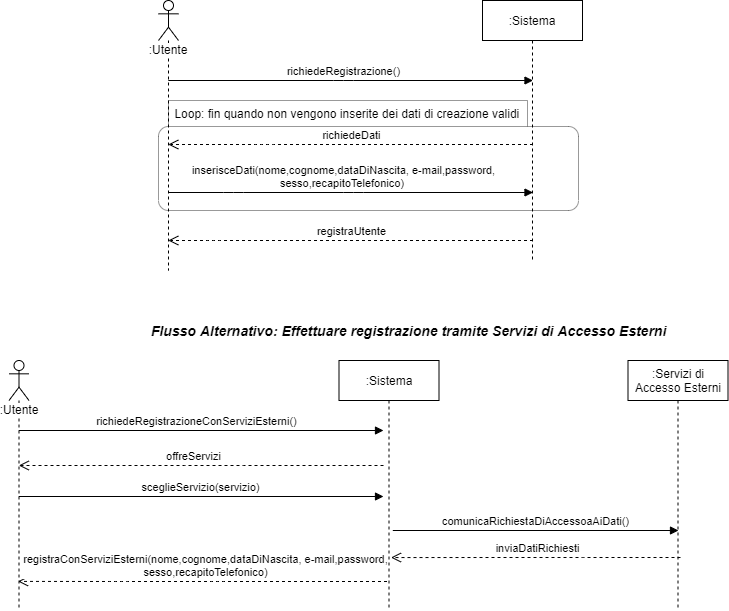 :Utente
:Sistema
richiedeRegistrazione()
Loop: fin quando non vengono inserite dei dati di creazione validi
richiedeDati
inserisceDati(nome,cognome,dataDiNascita, e-mail,password,
sesso,recapitoTelefonico)
registraUtente
Flusso Alternativo: Effettuare registrazione tramite Servizi di Accesso Esterni
:Utente
:Sistema
:Servizi di
Accesso Esterni
richiedeRegistrazioneConServiziEsterni()
offreServizi
sceglieServizio(servizio)
comunicaRichiestaDiAccessoaAiDati()
inviaDatiRichiesti
registraConServiziEsterni(nome,cognome,dataDiNascita, e-mail,password,
sesso,recapitoTelefonico)